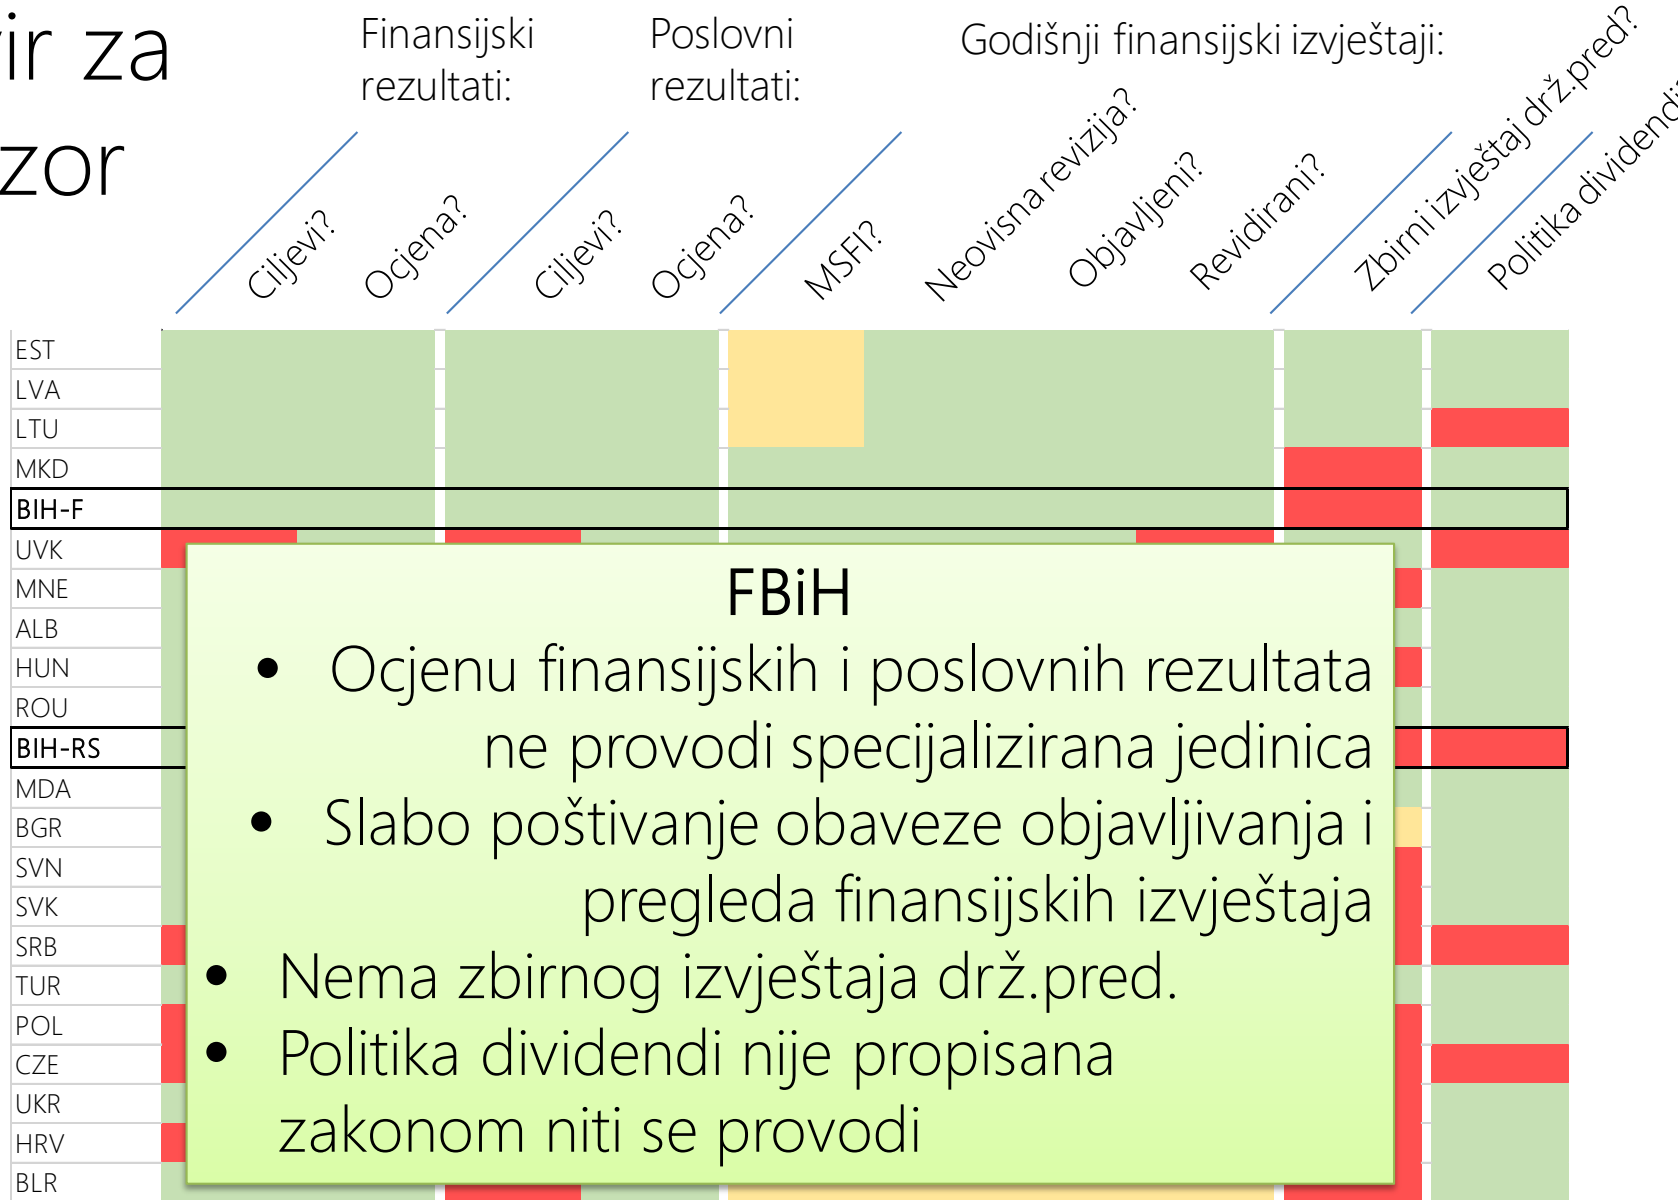 ir za
zor
Finansijski
rezultati:
Poslovni
rezultati:
Godišnji finansijski izvještaji:
Ciljevi?
Ocjena?
Ciljevi?
Ocjena?
MSFI?
Neovisna revizija?
Objavljeni?
Revidirani?
Zbirni izvještaj drž.pred?
Politika dividendi
EST
LVA
LTU
MKD
BIH-F
UVK
MNE
ALB
HUN
ROU
BIH-RS
MDA
BGR
SVN
SVK
SRB
TUR
POL
CZE
UKR
HRV
BLR
FBiH
• Ocjenu finansijskih i poslovnih rezultata
ne provodi specijalizirana jedinica
• Slabo poštivanje obaveze objavljivanja i
pregleda finansijskih izvještaja
• Nema zbirnog izvještaja drž.pred.
• Politika dividendi nije propisana
zakonom niti se provodi